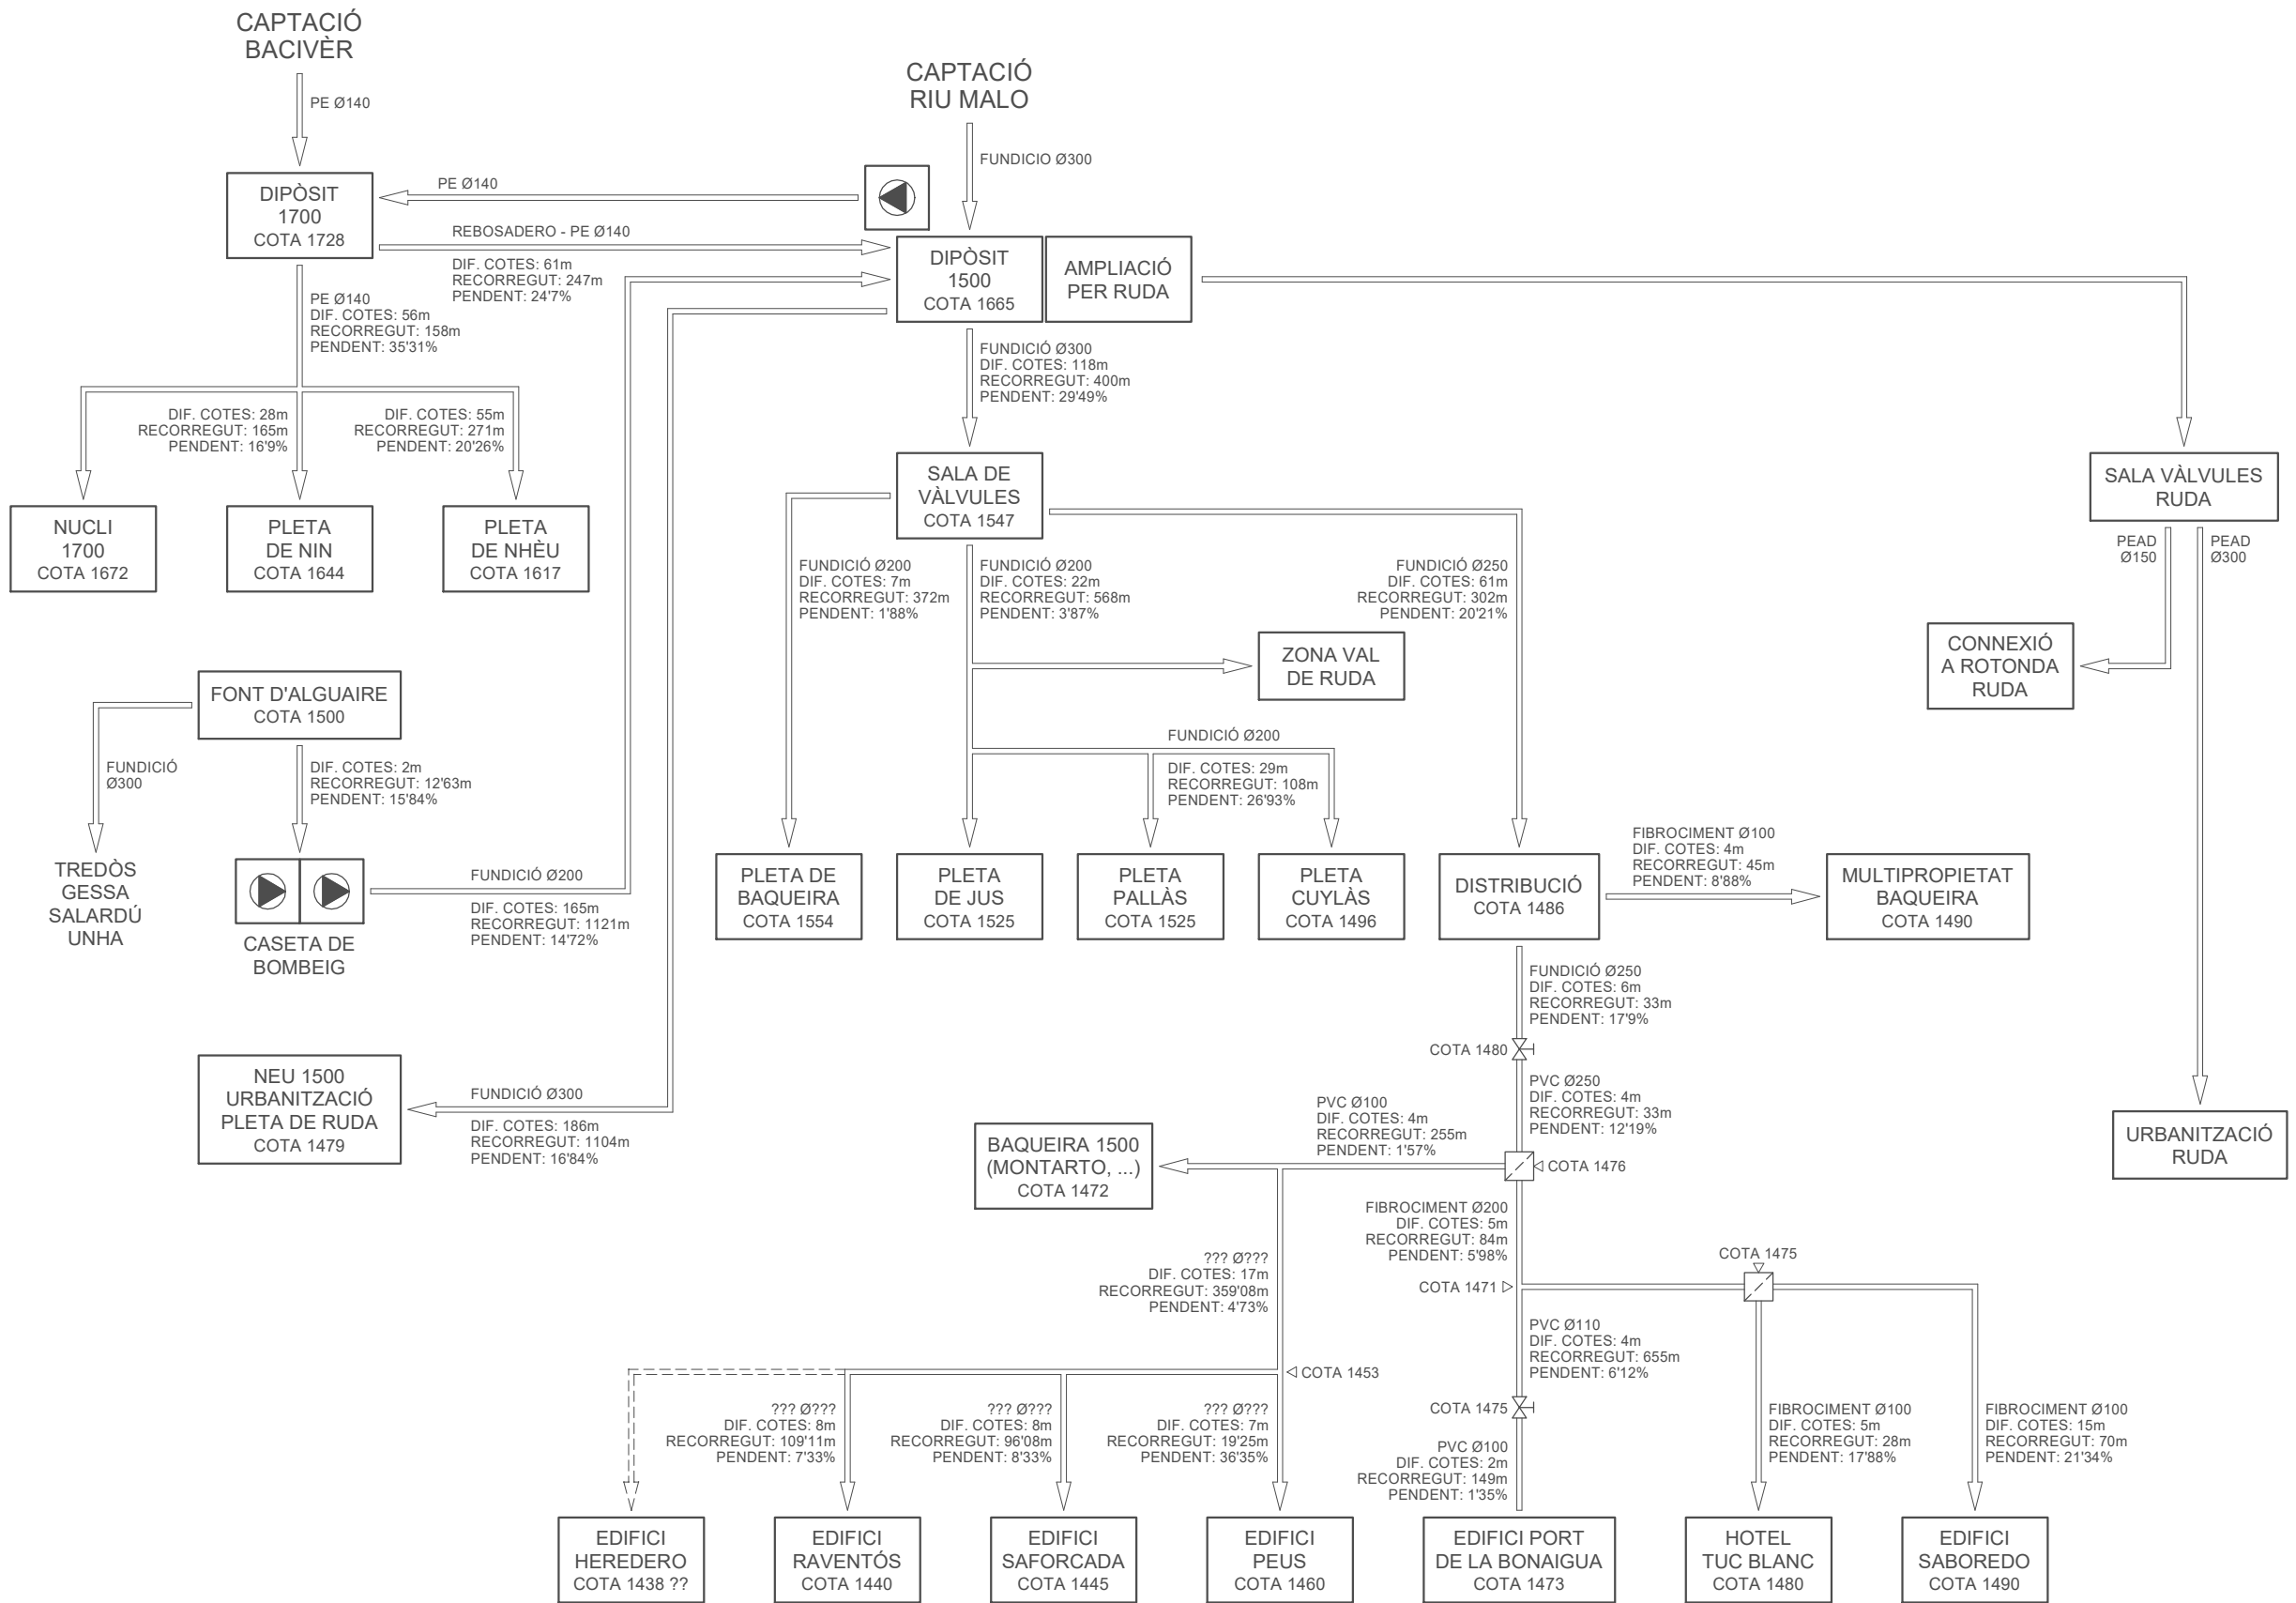 CAPTACIÓ
BACIVÈR
PE Ø140
CAPTACIÓ
RIU MALO
FUNDICIO Ø300
DIPÒSIT
1700
COTA 1728
PE Ø140
REBOSADERO - PE Ø140
DIF. COTES: 61m
RECORREGUT: 247m
PENDENT: 24'7%
DIPÒSIT
1500
COTA 1665
AMPLIACIÓ
PER RUDA
PE Ø140
DIF. COTES: 56m
RECORREGUT: 158m
PENDENT: 35'31%
FUNDICIÓ Ø300
DIF. COTES: 118m
RECORREGUT: 400m
PENDENT: 29'49%
DIF. COTES: 28m
RECORREGUT: 165m
PENDENT: 16'9%
DIF. COTES: 55m
RECORREGUT: 271m
PENDENT: 20'26%
NUCLI
1700
COTA 1672
PLETA
DE NIN
COTA 1644
PLETA
DE NHÈU
COTA 1617
SALA DE
VÀLVULES
COTA 1547
SALA VÀLVULES
RUDA
FUNDICIÓ Ø200
DIF. COTES: 7m
RECORREGUT: 372m
PENDENT: 1'88%
FUNDICIÓ Ø200
DIF. COTES: 22m
RECORREGUT: 568m
PENDENT: 3'87%
FUNDICIÓ Ø250
DIF. COTES: 61m
RECORREGUT: 302m
PENDENT: 20'21%
PEAD
Ø150
PEAD
Ø300
ZONA VAL
DE RUDA
CONNEXIÓ
A ROTONDA
RUDA
FONT D'ALGUAIRE
COTA 1500
FUNDICIÓ
Ø300
DIF. COTES: 2m
RECORREGUT: 12'63m
PENDENT: 15'84%
FUNDICIÓ Ø200
DIF. COTES: 29m
RECORREGUT: 108m
PENDENT: 26'93%
TREDÒS
GESSA
SALARDÚ
UNHA
CASETA DE
BOMBEIG
FUNDICIÓ Ø200
DIF. COTES: 165m
RECORREGUT: 1121m
PENDENT: 14'72%
PLETA DE
BAQUEIRA
COTA 1554
PLETA
DE JUS
COTA 1525
PLETA
PALLÀS
COTA 1525
PLETA
CUYLÀS
COTA 1496
DISTRIBUCIÓ
COTA 1486
FIBROCIMENT Ø100
DIF. COTES: 4m
RECORREGUT: 45m
PENDENT: 8'88%
MULTIPROPIETAT
BAQUEIRA
COTA 1490
FUNDICIÓ Ø250
DIF. COTES: 6m
RECORREGUT: 33m
PENDENT: 17'9%
COTA 1480
NEU 1500
URBANITZACIÓ
PLETA DE RUDA
COTA 1479
FUNDICIÓ Ø300
DIF. COTES: 186m
RECORREGUT: 1104m
PENDENT: 16'84%
PVC Ø250
DIF. COTES: 4m
RECORREGUT: 33m
PENDENT: 12'19%
PVC Ø100
DIF. COTES: 4m
RECORREGUT: 255m
PENDENT: 1'57%
BAQUEIRA 1500
(MONTARTO, ...)
COTA 1472
COTA 1476
URBANITZACIÓ
RUDA
FIBROCIMENT Ø200
DIF. COTES: 5m
RECORREGUT: 84m
PENDENT: 5'98%
??? Ø???
DIF. COTES: 17m
RECORREGUT: 359'08m
PENDENT: 4'73%
COTA 1471
COTA 1475
PVC Ø110
DIF. COTES: 4m
RECORREGUT: 655m
PENDENT: 6'12%
COTA 1453
COTA 1475
??? Ø???
DIF. COTES: 8m
RECORREGUT: 109'11m
PENDENT: 7'33%
??? Ø???
DIF. COTES: 8m
RECORREGUT: 96'08m
PENDENT: 8'33%
??? Ø???
DIF. COTES: 7m
RECORREGUT: 19'25m
PENDENT: 36'35%
PVC Ø100
DIF. COTES: 2m
RECORREGUT: 149m
PENDENT: 1'35%
FIBROCIMENT Ø100
DIF. COTES: 5m
RECORREGUT: 28m
PENDENT: 17'88%
FIBROCIMENT Ø100
DIF. COTES: 15m
RECORREGUT: 70m
PENDENT: 21'34%
EDIFICI
HEREDERO
COTA 1438 ??
EDIFICI
RAVENTÓS
COTA 1440
EDIFICI
SAFORCADA
COTA 1445
EDIFICI
PEUS
COTA 1460
EDIFICI PORT
DE LA BONAIGUA
COTA 1473
HOTEL
TUC BLANC
COTA 1480
EDIFICI
SABOREDO
COTA 1490